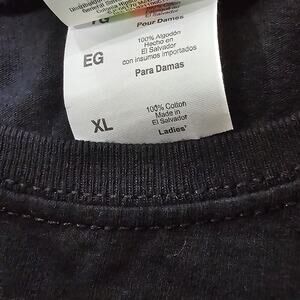 TG
Pour Dames
100% Algodón
Hecho en
El Salvador
con insumos importados
EG
Para Damas
100% Cotton
Made in
El Salvador
XL
Ladies'